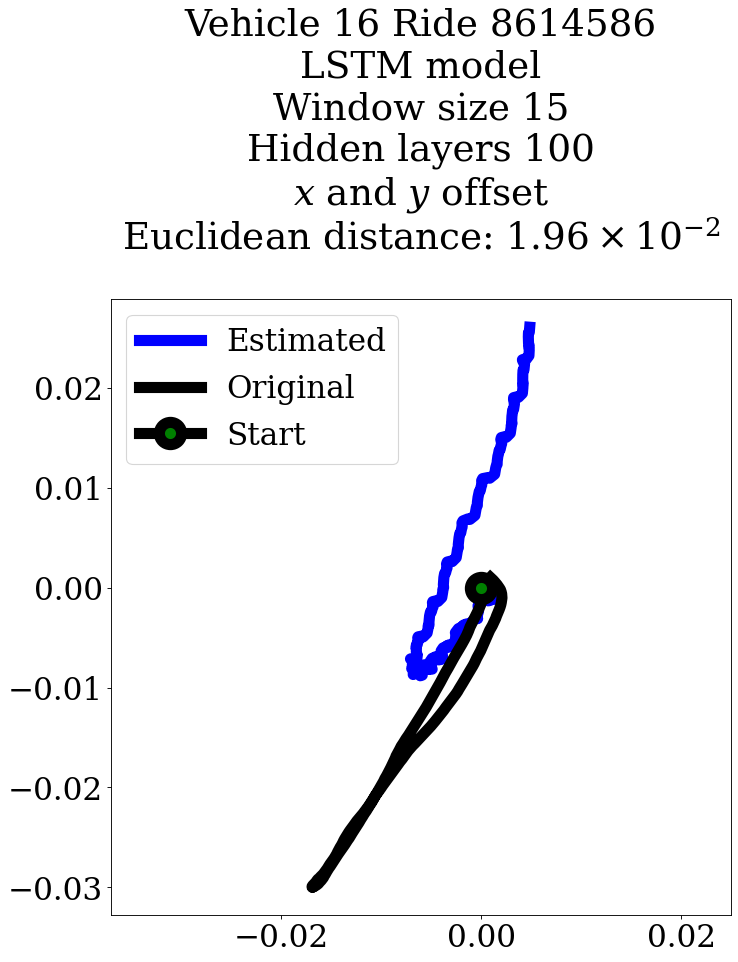 Vehicle 16 Ride 8614586
LSTM model
Window size 15
Hidden layers 100
x and y offset
Euclidean distance: 1.96 × 10⁻²
Estimated
Original
Start
0.02
0.01
0.00
−0.01
−0.02
−0.03
−0.02 0.00 0.02